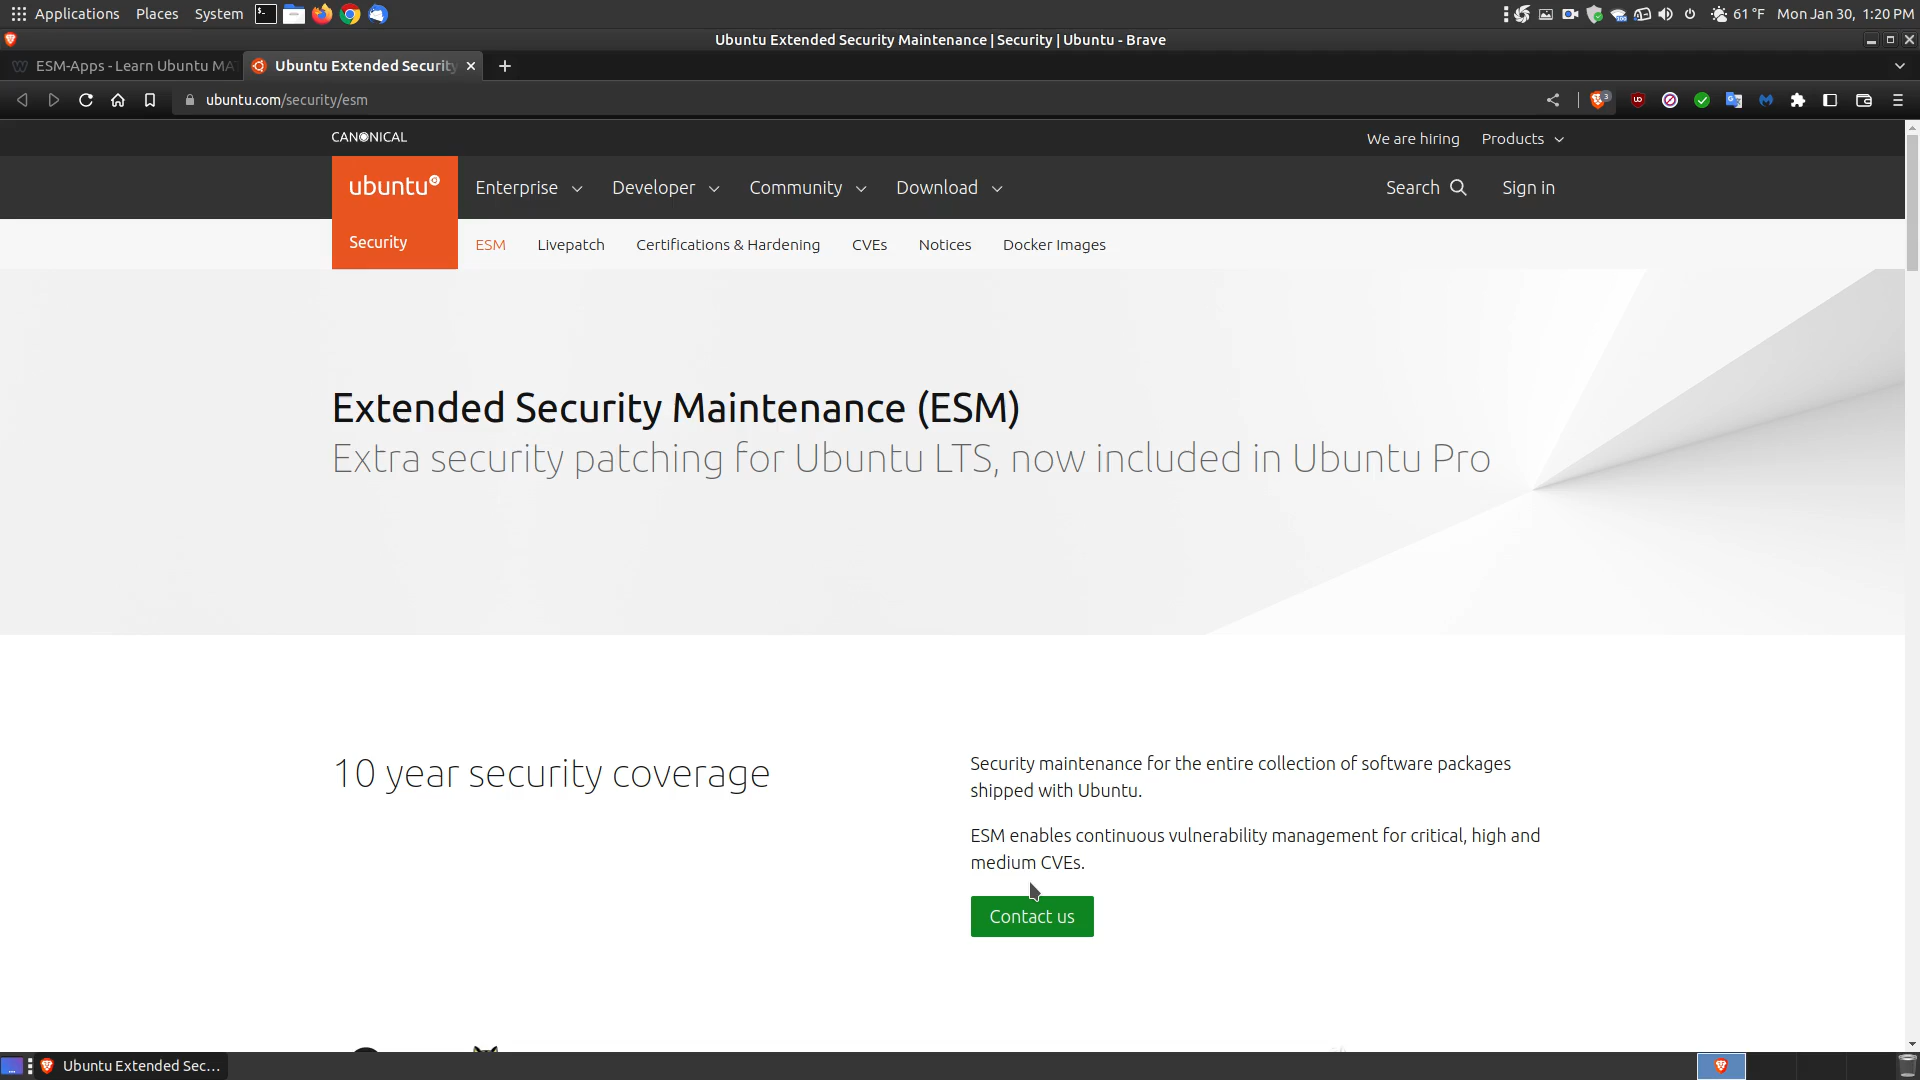 Applications Places System
61 °F Mon Jan 30, 1:20 PM
Ubuntu Extended Security Maintenance | Security | Ubuntu - Brave
ESM-Apps - Learn Ubuntu MA
Ubuntu Extended Security
ubuntu.com/security/esm
3
CANONICAL
We are hiring Products
ubuntu
Enterprise Developer Community Download
Search Sign in
Security
ESM Livepatch Certifications & Hardening CVEs Notices Docker Images
Extended Security Maintenance (ESM)
Extra security patching for Ubuntu LTS, now included in Ubuntu Pro
10 year security coverage
Security maintenance for the entire collection of software packages
shipped with Ubuntu.
ESM enables continuous vulnerability management for critical, high and
medium CVEs.
Contact us
Ubuntu Extended Sec...